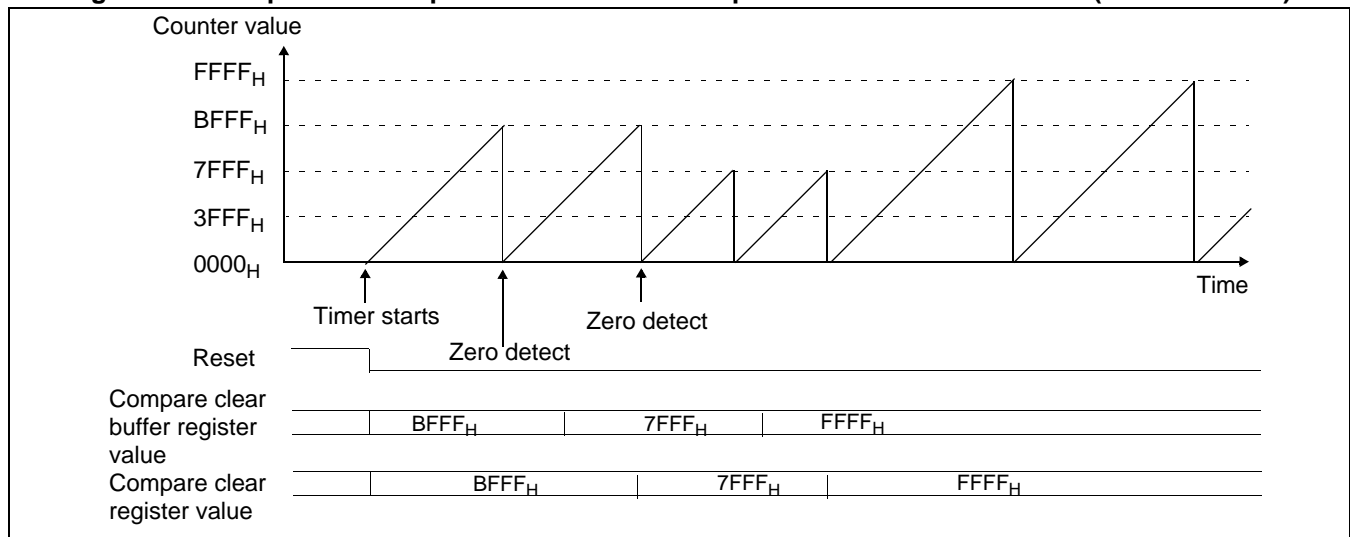 Counter value
FFFFH
BFFFH
7FFFH
3FFFH
0000H
Time
Timer starts
Zero detect
Zero detect
Reset
Compare clear
buffer register
value
BFFFH 7FFFH FFFFH
Compare clear
register value
BFFFH 7FFFH FFFFH